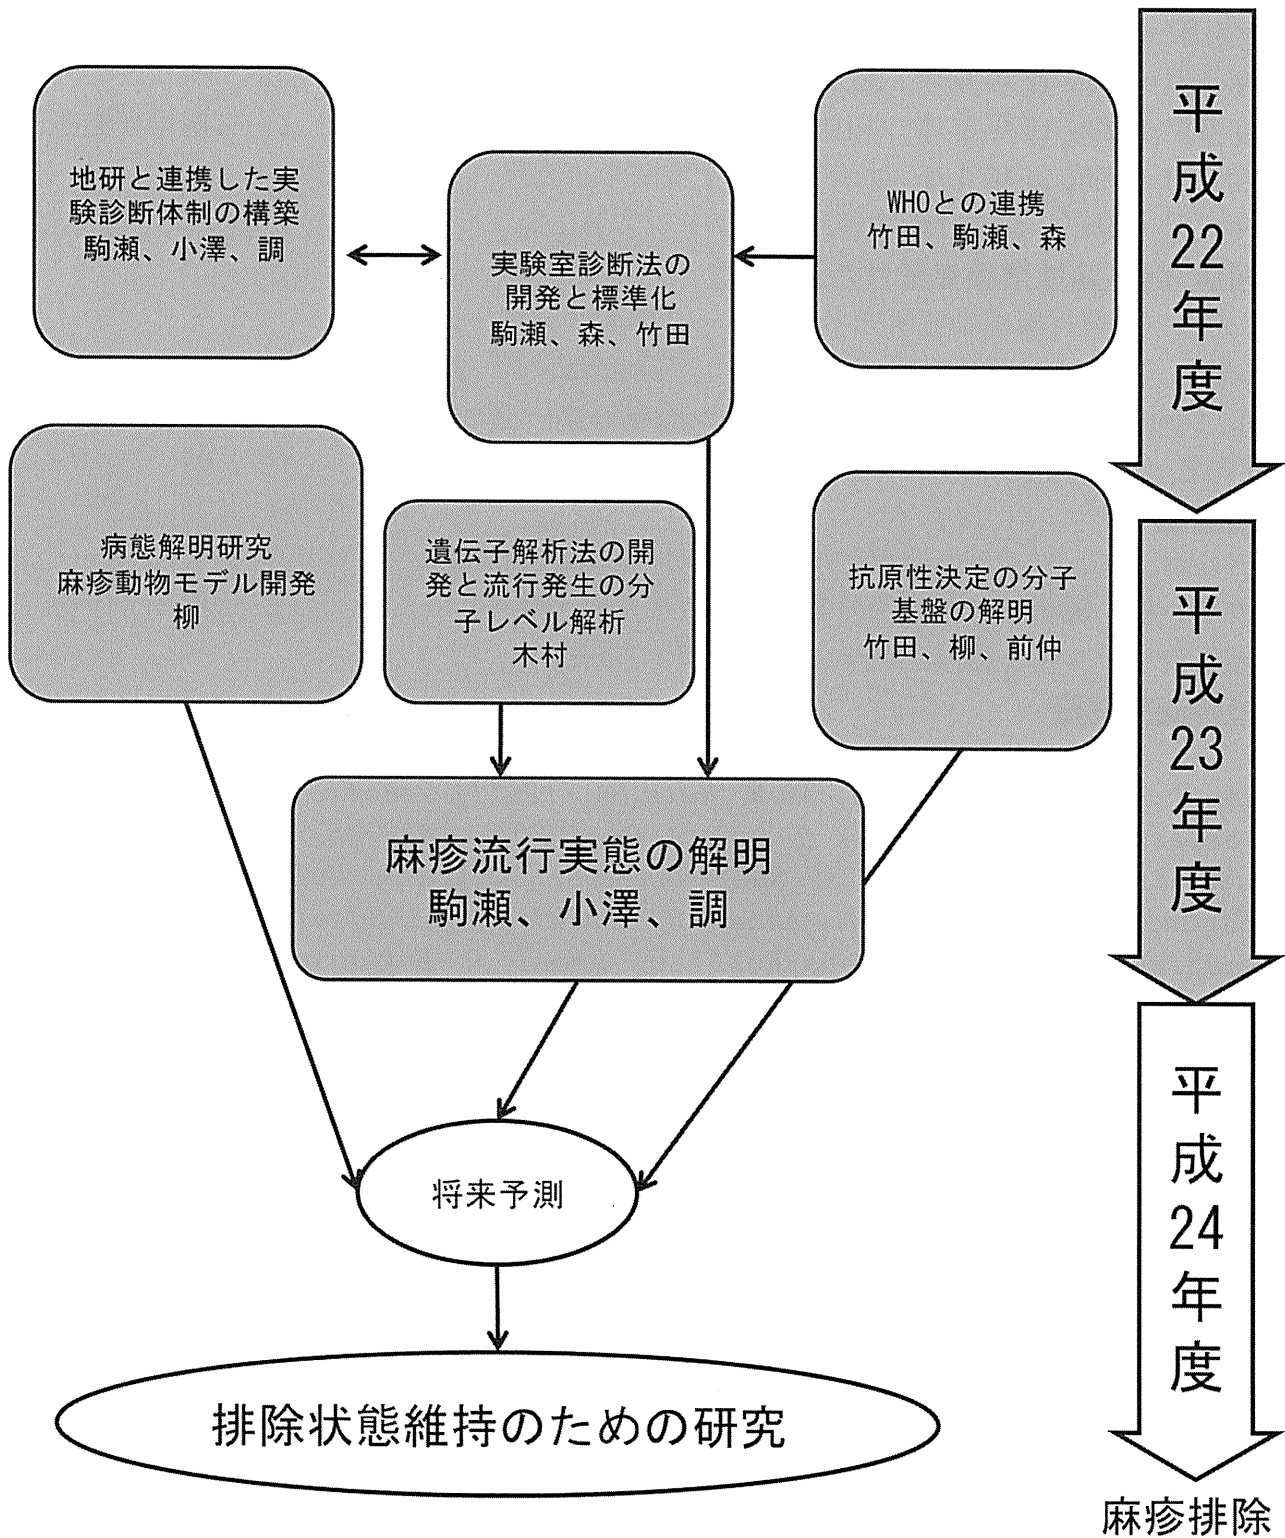 地研と連携した実
験診断体制の構築
駒瀬、小澤、調
実験室診断法の
開発と標準化
駒瀬、森、竹田
WHOとの連携
竹田、駒瀬、森
病態解明研究
麻疹動物モデル開発
柳
遺伝子解析法の開
発と流行発生の分
子レベル解析
木村
抗原性決定の分子
基盤の解明
竹田、柳、前仲
麻疹流行実態の解明
駒瀬、小澤、調
将来予測
排除状態維持のための研究
平成22年度
平成23年度
平成24年度
麻疹排除